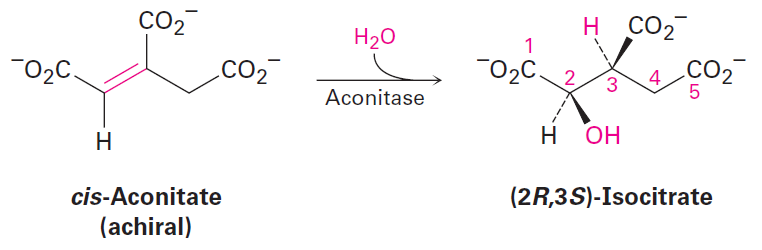 CO₂⁻
⁻O₂C
CO₂⁻
H
cis-Aconitate
(achiral)
H₂O
Aconitase
H
CO₂⁻
1
⁻O₂C
2
3
4
CO₂⁻
5
H
OH
(2R,3S)-Isocitrate